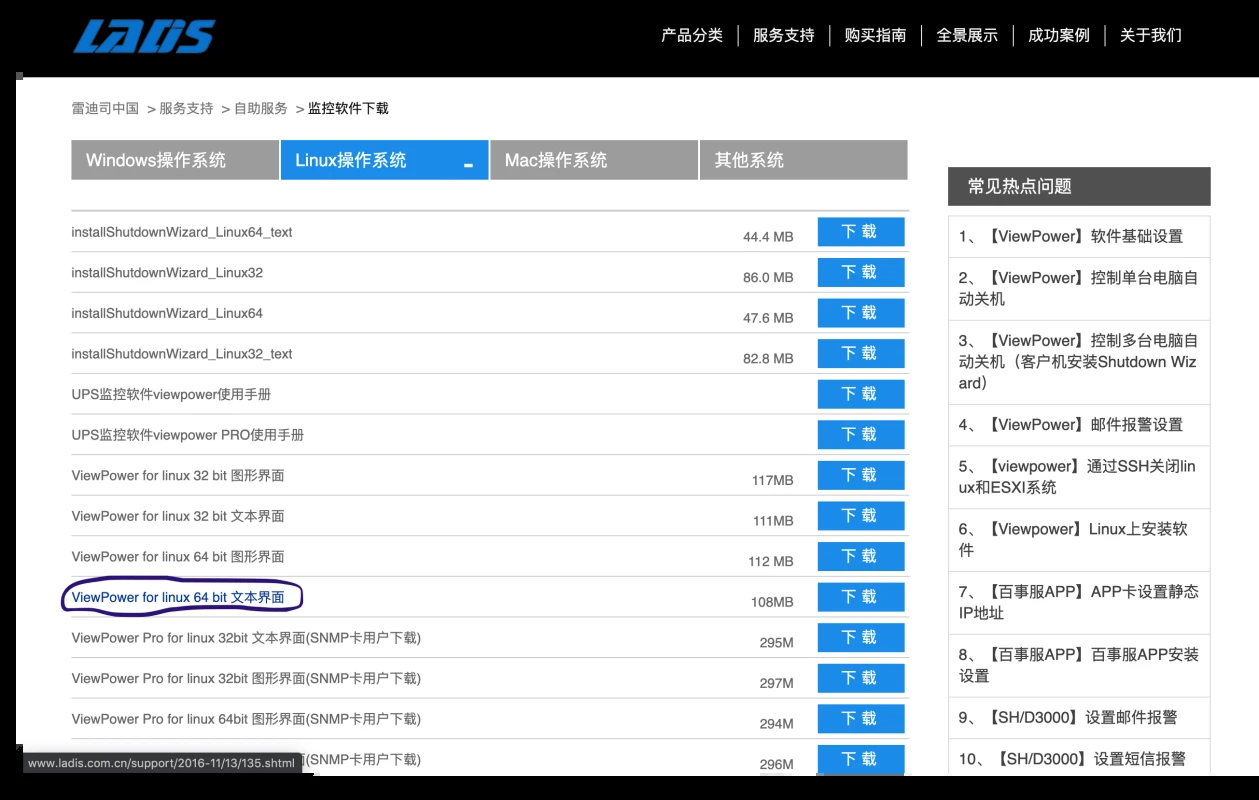 LADIS
产品分类 服务支持 购买指南 全景展示 成功案例 关于我们
雷迪司中国 >服务支持 >自助服务 >监控软件下载
Windows操作系统 Linux操作系统 Mac操作系统 其他系统
installShutdownWizard_Linux64_text 44.4 MB 下 载
installShutdownWizard_Linux32 86.0 MB 下 载
installShutdownWizard_Linux64 47.6 MB 下 载
installShutdownWizard_Linux32_text 82.8 MB 下 载
UPS监控软件viewpower使用手册 下 载
UPS监控软件viewpower PRO使用手册 下 载
ViewPower for linux 32 bit 图形界面 117MB 下 载
ViewPower for linux 32 bit 文本界面 111MB 下 载
ViewPower for linux 64 bit 图形界面 112 MB 下 载
ViewPower for linux 64 bit 文本界面 108MB 下 载
ViewPower Pro for linux 32bit 文本界面(SNMP卡用户下载) 295M 下 载
ViewPower Pro for linux 32bit 图形界面(SNMP卡用户下载) 297M 下 载
ViewPower Pro for linux 64bit 图形界面(SNMP卡用户下载) 294M 下 载
面(SNMP卡用户下载) 296M 下 载
www.ladis.com.cn/support/2016-11/13/135.shtml
常见热点问题
1、【ViewPower】软件基础设置
2、【ViewPower】控制单台电脑自
动关机
3、【ViewPower】控制多台电脑自
动关机（客户机安装Shutdown Wiz
ard）
4、【ViewPower】邮件报警设置
5、【viewpower】通过SSH关闭lin
ux和ESXI系统
6、【Viewpower】Linux上安装软
件
7、【百事服APP】APP卡设置静态
IP地址
8、【百事服APP】百事服APP安装
设置
9、【SH/D3000】设置邮件报警
10、【SH/D3000】设置短信报警